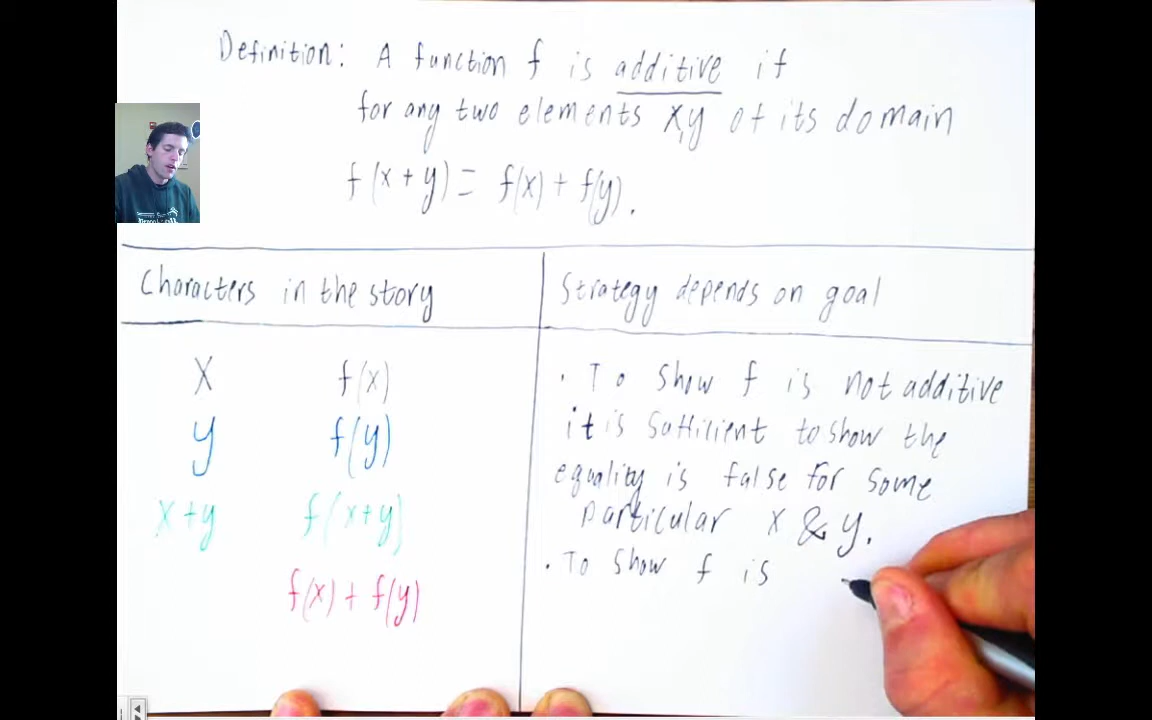 Definition: A function f is additive if
for any two elements x,y of its domain
f(x+y) = f(x) + f(y).
Characters in the story
Strategy depends on goal
x f(x)
y f(y)
x+y f(x+y)
f(x) + f(y)
• To show f is not additive
it is sufficient to show the
equality is false for some
particular x & y.
• To show f is